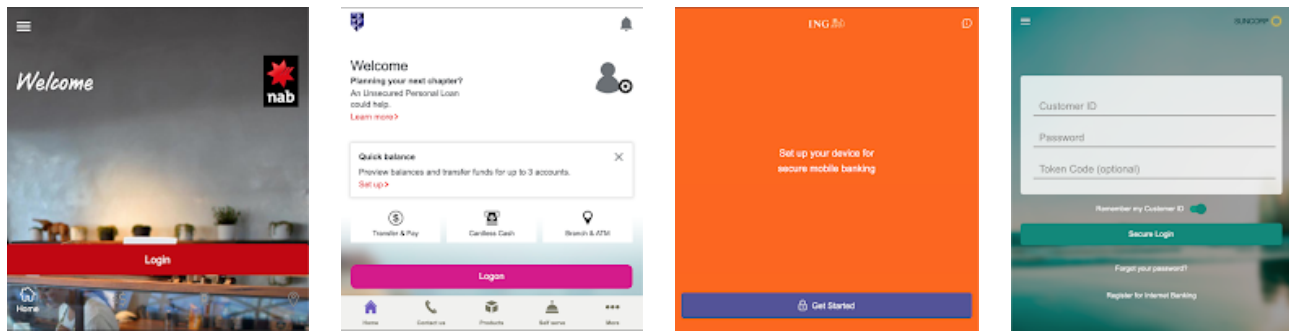 Welcome
nab
Login
Home
Welcome
Planning your next chapter?
An Unsecured Personal Loan
could help.
Learn more>
Quick balance
Preview balances and transfer funds for up to 3 accounts.
Set up>
Transfer & Pay
Cardless Cash
Branch & ATM
Logon
Home
Contact us
Products
Self serve
More
ING
Set up your device for
secure mobile banking
Get Started
SUNCORP
Customer ID
Password
Token Code (optional)
Remember my Customer ID
Secure Login
Forgot your password?
Register for Internet Banking